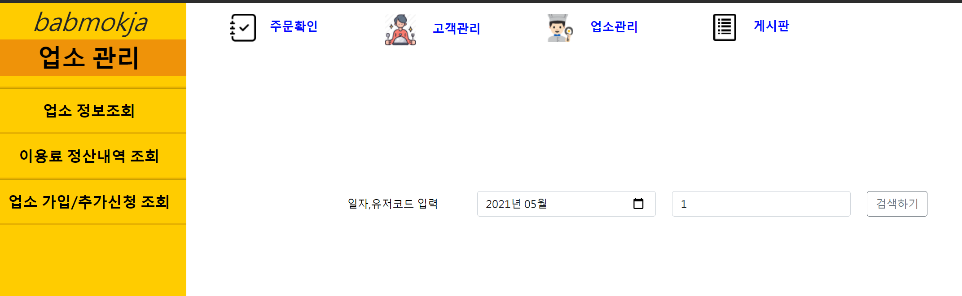 babmokja
업소 관리
업소 정보조회
이용료 정산내역 조회
업소 가입/추가신청 조회
주문확인 고객관리 업소관리 게시판
일자,유저코드 입력 2021년 05월 1 검색하기